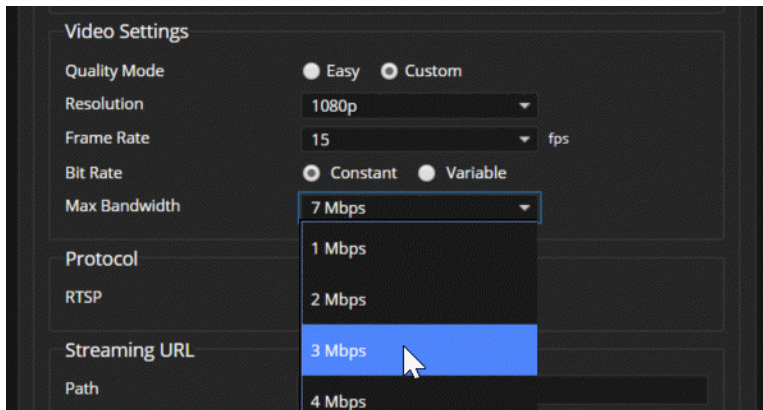 Video Settings
Quality Mode Easy Custom
Resolution 1080p
Frame Rate 15 fps
Bit Rate Constant Variable
Max Bandwidth 7 Mbps
1 Mbps
Protocol
RTSP 2 Mbps
Streaming URL 3 Mbps
Path 4 Mbps